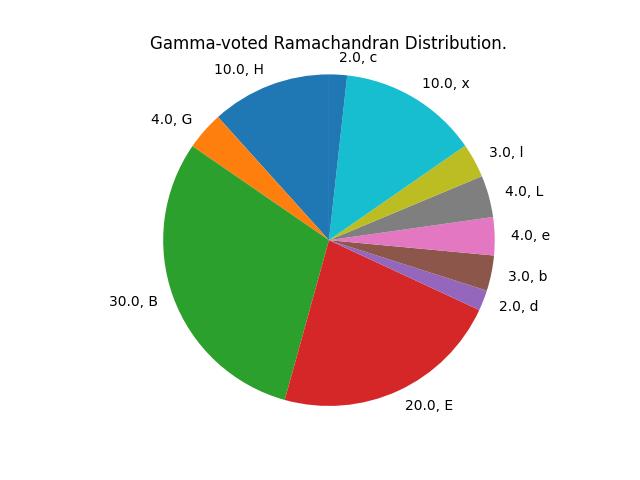 Gamma-voted Ramachandran Distribution.
2.0, c
10.0, H
10.0, x
4.0, G
3.0, l
4.0, L
4.0, e
3.0, b
30.0, B
2.0, d
20.0, E